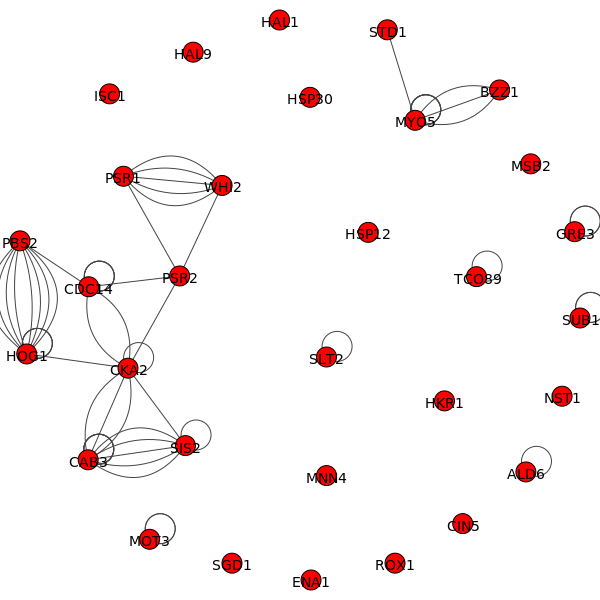 HAL1
STD1
HAL9
ISC1
HSP30
BZZ1
MYO5
MSB2
PSR1
WHI2
HSP12
GRE3
PBS2
TCO89
PSR2
CDC14
SUB1
HOG1
SLT2
CKA2
HKR1
NST1
SIS2
CAB3
MNN4
ALD6
CIN5
MOT3
SGD1
ROX1
ENA1